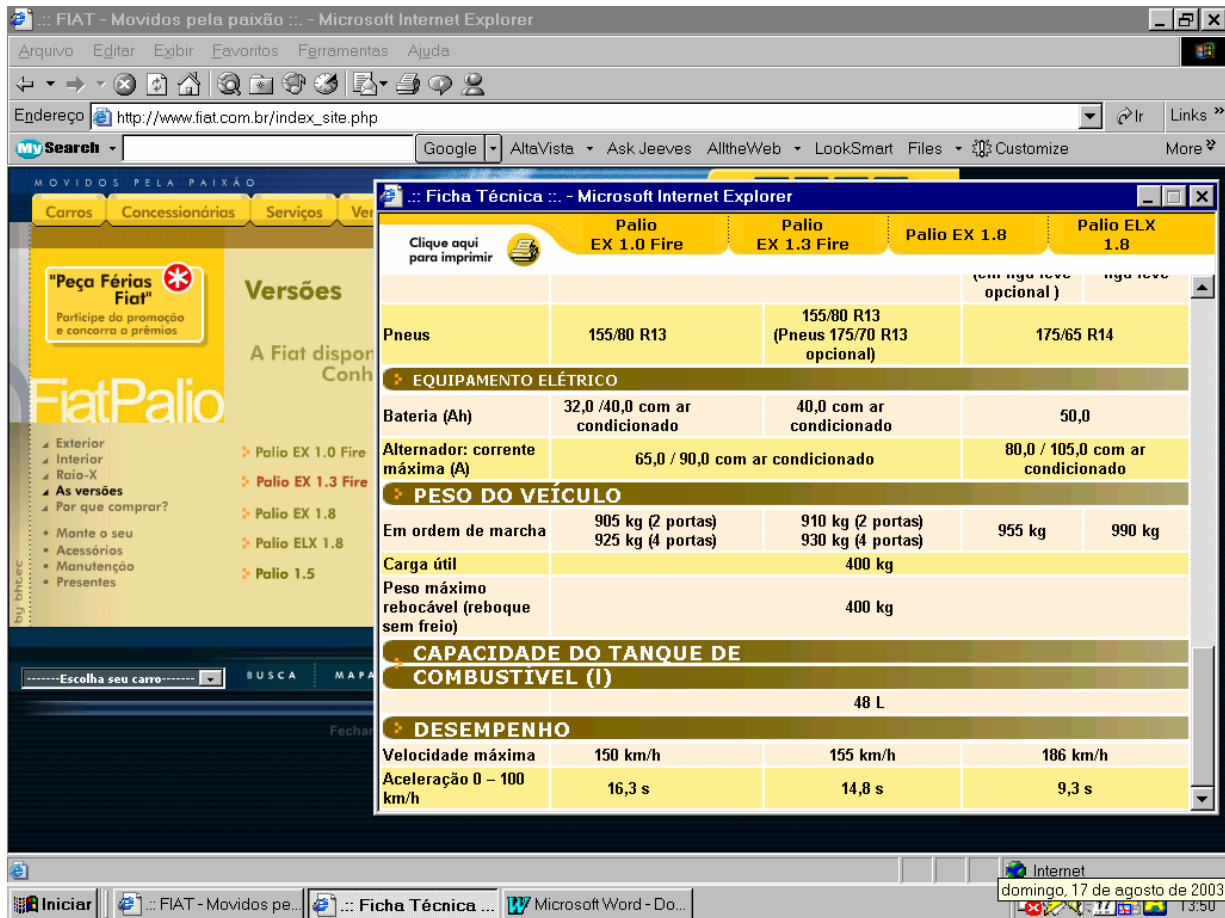 .:: FIAT - Movidos pela paixão ::. - Microsoft Internet Explorer
Arquivo Editar Exibir Favoritos Ferramentas Ajuda
Endereço http://www.fiat.com.br/index_site.php Ir Links »
My Search Google AltaVista Ask Jeeves AlltheWeb LookSmart Files Customize More »
MOVIDOS PELA PAIXÃO
Carros Concessionárias Serviços Ver
"Peça Férias
Fiat"
Participe da promoção
e concorra a prêmios
FiatPalio
Exterior
Interior
Raio-X
As versões
Por que comprar?
Monte o seu
Acessórios
Manutenção
Presentes
by bhtec
Versões
A Fiat dispon
Conh
Palio EX 1.0 Fire
Palio EX 1.3 Fire
Palio EX 1.8
Palio ELX 1.8
Palio 1.5
-------Escolha seu carro------- BUSCA MAPA
Fechar
.:: Ficha Técnica ::. - Microsoft Internet Explorer
Clique aqui
para imprimir
Palio
EX 1.0 Fire
Palio
EX 1.3 Fire
Palio EX 1.8
Palio ELX
1.8
(em liga leve
opcional )
liga leve
Pneus
155/80 R13
155/80 R13
(Pneus 175/70 R13
opcional)
175/65 R14
EQUIPAMENTO ELÉTRICO
Bateria (Ah)
32,0 /40,0 com ar
condicionado
40,0 com ar
condicionado
50,0
Alternador: corrente
máxima (A)
65,0 / 90,0 com ar condicionado
80,0 / 105,0 com ar
condicionado
PESO DO VEÍCULO
Em ordem de marcha
905 kg (2 portas)
925 kg (4 portas)
910 kg (2 portas)
930 kg (4 portas)
955 kg
990 kg
Carga útil
400 kg
Peso máximo
rebocável (reboque
sem freio)
400 kg
CAPACIDADE DO TANQUE DE
COMBUSTÍVEL (l)
48 L
DESEMPENHO
Velocidade máxima
150 km/h
155 km/h
186 km/h
Aceleração 0 – 100
km/h
16,3 s
14,8 s
9,3 s
Internet
domingo, 17 de agosto de 2003
Iniciar .:: FIAT - Movidos pe... .:: Ficha Técnica ... Microsoft Word - Do... 13:50